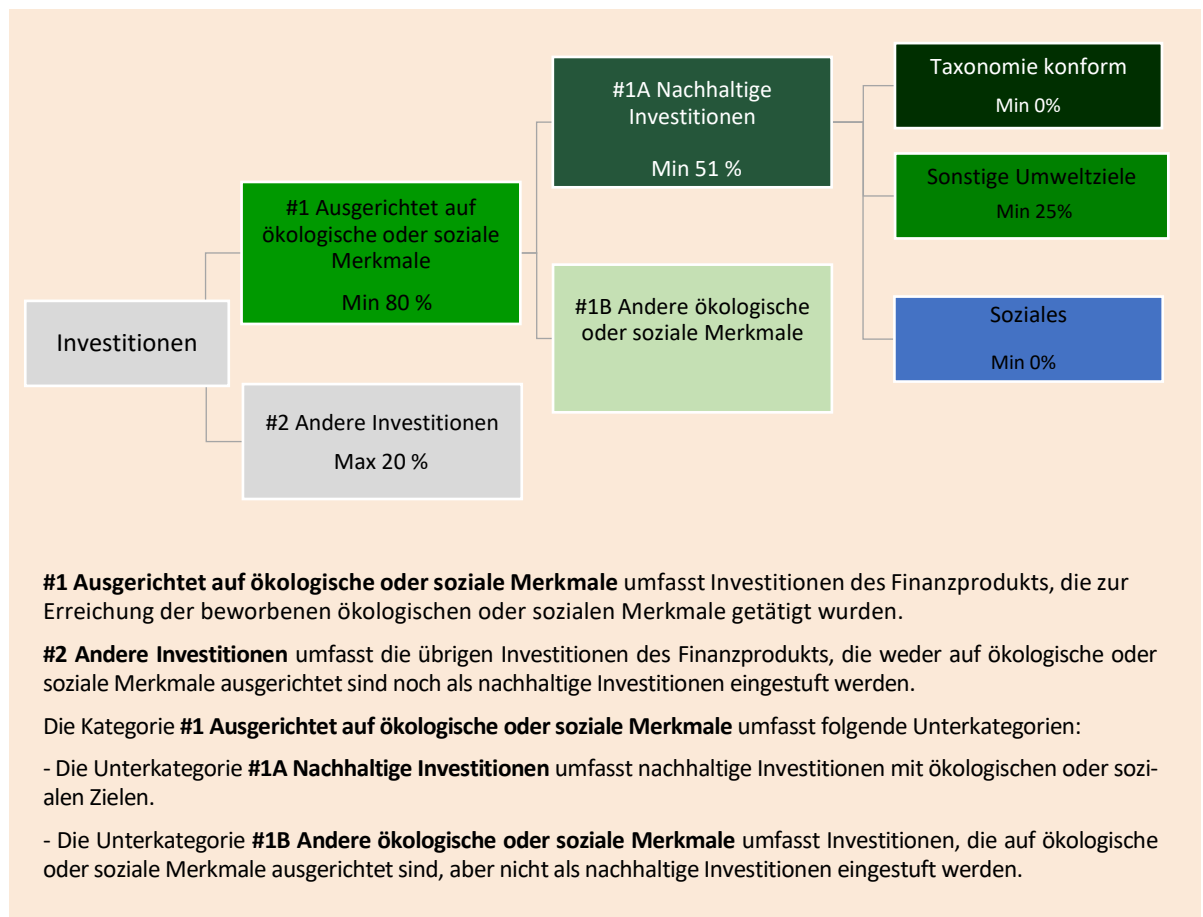 Investitionen
#1 Ausgerichtet auf
ökologische oder soziale
Merkmale
Min 80 %
#2 Andere Investitionen
Max 20 %
#1A Nachhaltige
Investitionen
Min 51 %
#1B Andere ökologische
oder soziale Merkmale
Taxonomie konform
Min 0%
Sonstige Umweltziele
Min 25%
Soziales
Min 0%
#1 Ausgerichtet auf ökologische oder soziale Merkmale umfasst Investitionen des Finanzprodukts, die zur
Erreichung der beworbenen ökologischen oder sozialen Merkmale getätigt wurden.
#2 Andere Investitionen umfasst die übrigen Investitionen des Finanzprodukts, die weder auf ökologische oder
soziale Merkmale ausgerichtet sind noch als nachhaltige Investitionen eingestuft werden.
Die Kategorie #1 Ausgerichtet auf ökologische oder soziale Merkmale umfasst folgende Unterkategorien:
- Die Unterkategorie #1A Nachhaltige Investitionen umfasst nachhaltige Investitionen mit ökologischen oder sozi-
alen Zielen.
- Die Unterkategorie #1B Andere ökologische oder soziale Merkmale umfasst Investitionen, die auf ökologische
oder soziale Merkmale ausgerichtet sind, aber nicht als nachhaltige Investitionen eingestuft werden.